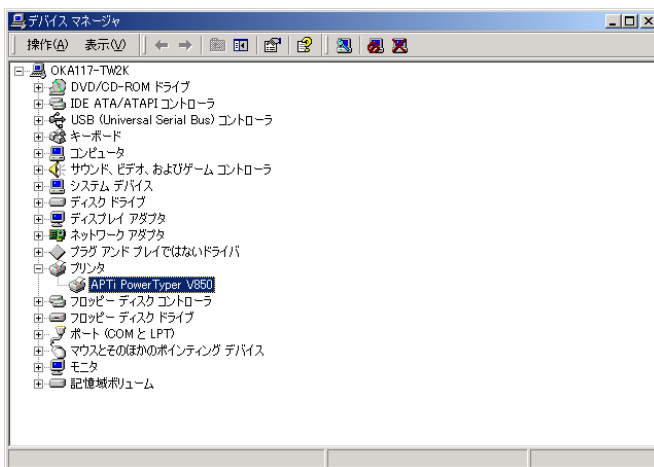 デバイス マネージャ
操作(A) 表示(V)
OKA117-TW2K
DVD/CD-ROM ドライブ
IDE ATA/ATAPI コントローラ
USB (Universal Serial Bus) コントローラ
キーボード
コンピュータ
サウンド、ビデオ、およびゲーム コントローラ
システム デバイス
ディスク ドライブ
ディスプレイ アダプタ
ネットワーク アダプタ
プラグ アンド プレイではないドライバ
プリンタ
APTi PowerTyper V850
フロッピー ディスク コントローラ
フロッピー ディスク ドライブ
ポート (COM と LPT)
マウスとそのほかのポインティング デバイス
モニタ
記憶域ボリューム